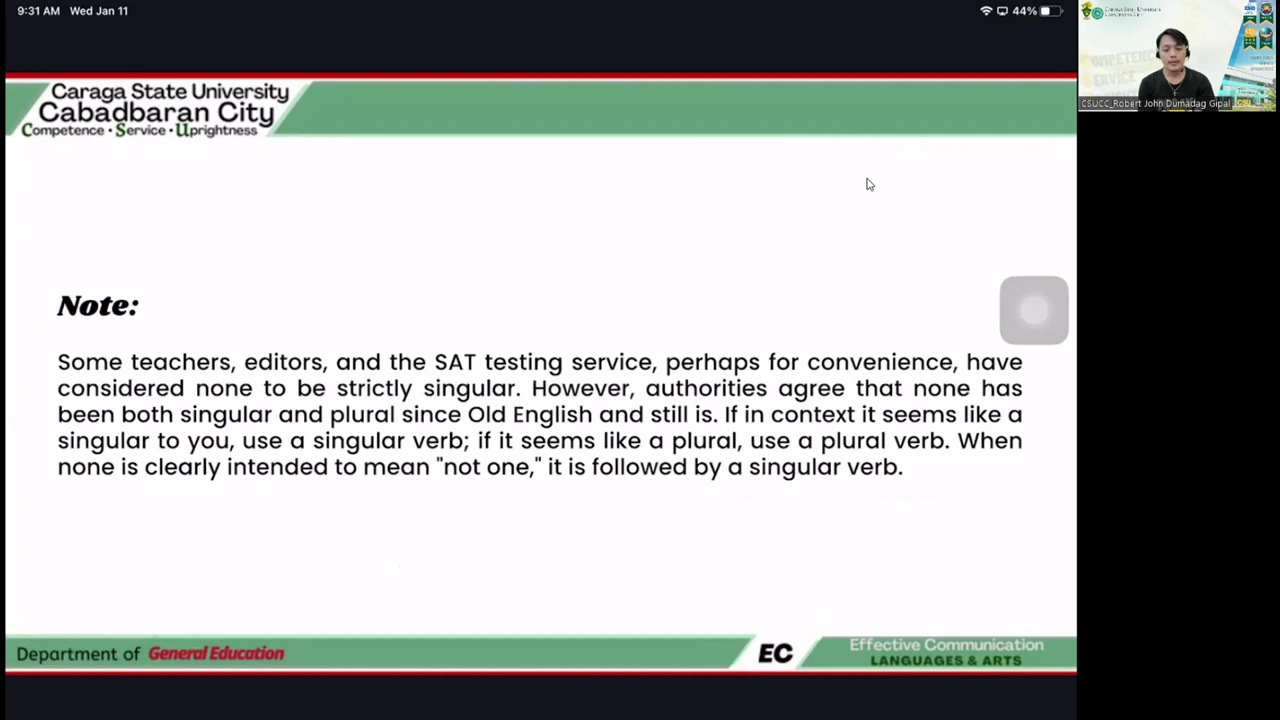 9:31 AM Wed Jan 11
44%
Caraga State University
Cabadbaran City
Competence • Service • Uprightness
Note:
Some teachers, editors, and the SAT testing service, perhaps for convenience, have
considered none to be strictly singular. However, authorities agree that none has
been both singular and plural since Old English and still is. If in context it seems like a
singular to you, use a singular verb; if it seems like a plural, use a plural verb. When
none is clearly intended to mean "not one," it is followed by a singular verb.
Department of General Education
EC
Effective Communication
LANGUAGES & ARTS
CSUCC_Robert John Dumadag Gipal